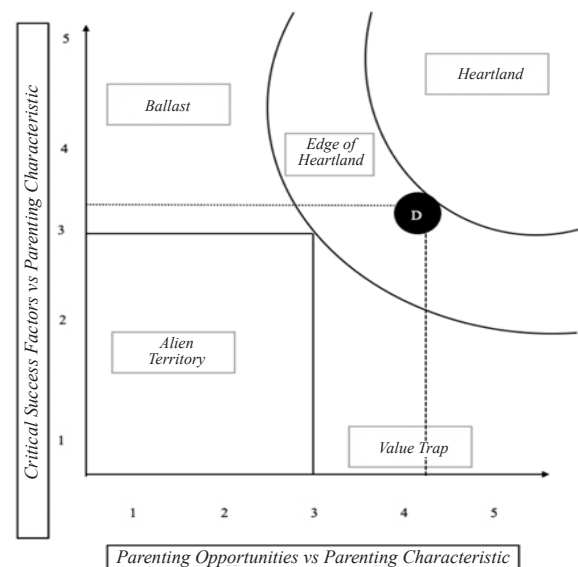 Critical Success Factors vs Parenting Characteristic
5
4
3
2
1
Ballast
Heartland
Edge of
Heartland
D
Alien
Territory
Value Trap
1
2
3
4
5
Parenting Opportunities vs Parenting Characteristic